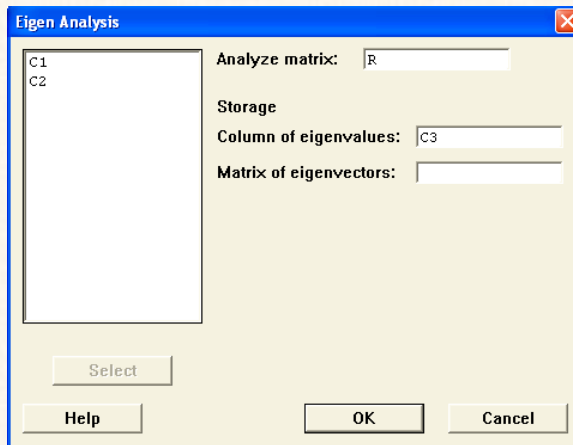 Eigen Analysis
C1
C2
Analyze matrix: R
Storage
Column of eigenvalues: C3
Matrix of eigenvectors:
Select
Help
OK
Cancel